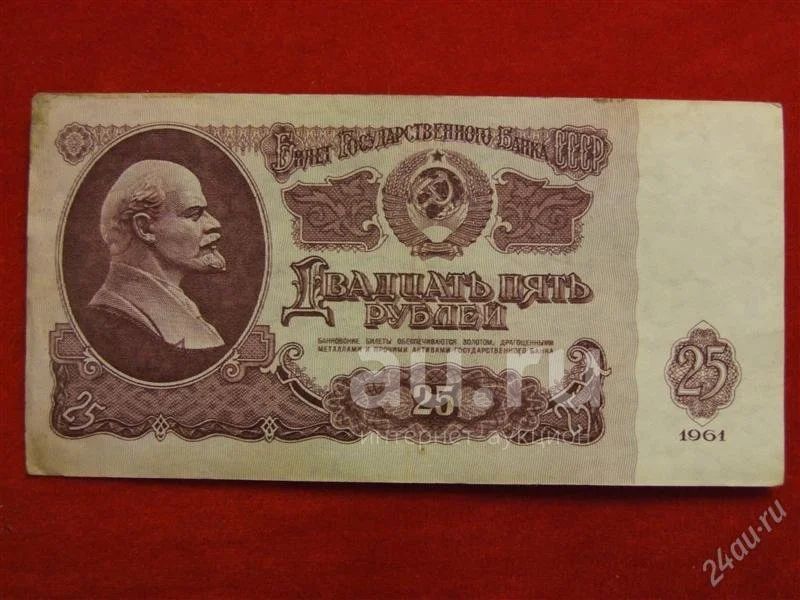 Билет Государственного Банка СССР
Двадцать пять
рублей
БАНКОВСКИЕ БИЛЕТЫ ОБЕСПЕЧИВАЮТСЯ ЗОЛОТОМ, ДРАГОЦЕННЫМИ
МЕТАЛЛАМИ И ПРОЧИМИ АКТИВАМИ ГОСУДАРСТВЕННОГО БАНКА
25
1961
25
25
25
au.ru
интернет аукцион
24au.ru